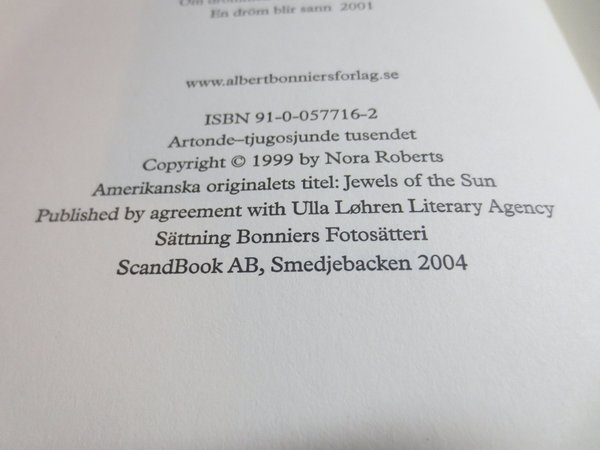 Om drömmen
En dröm blir sann 2001
www.albertbonniersforlag.se
ISBN 91-0-057716-2
Artonde–tjugosjunde tusendet
Copyright © 1999 by Nora Roberts
Amerikanska originalets titel: Jewels of the Sun
Published by agreement with Ulla Løhren Literary Agency
Sättning Bonniers Fotosätteri
ScandBook AB, Smedjebacken 2004